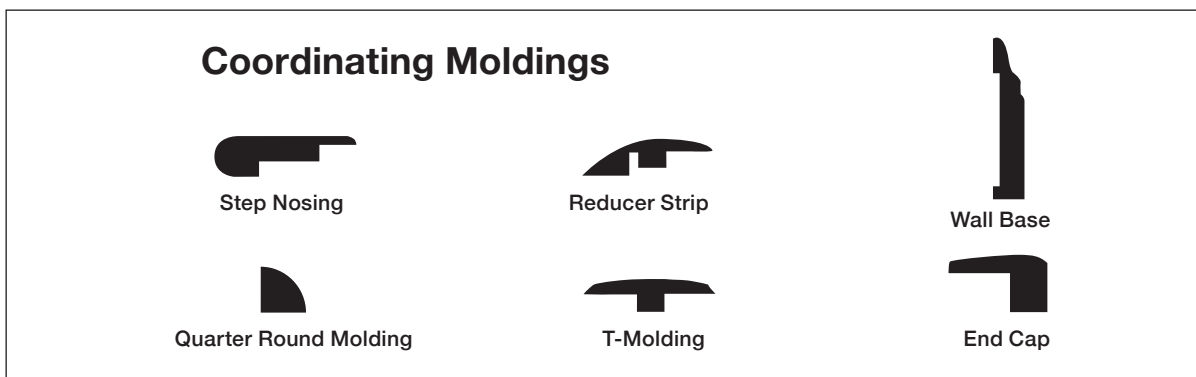 Coordinating Moldings
Step Nosing
Reducer Strip
Wall Base
Quarter Round Molding
T-Molding
End Cap